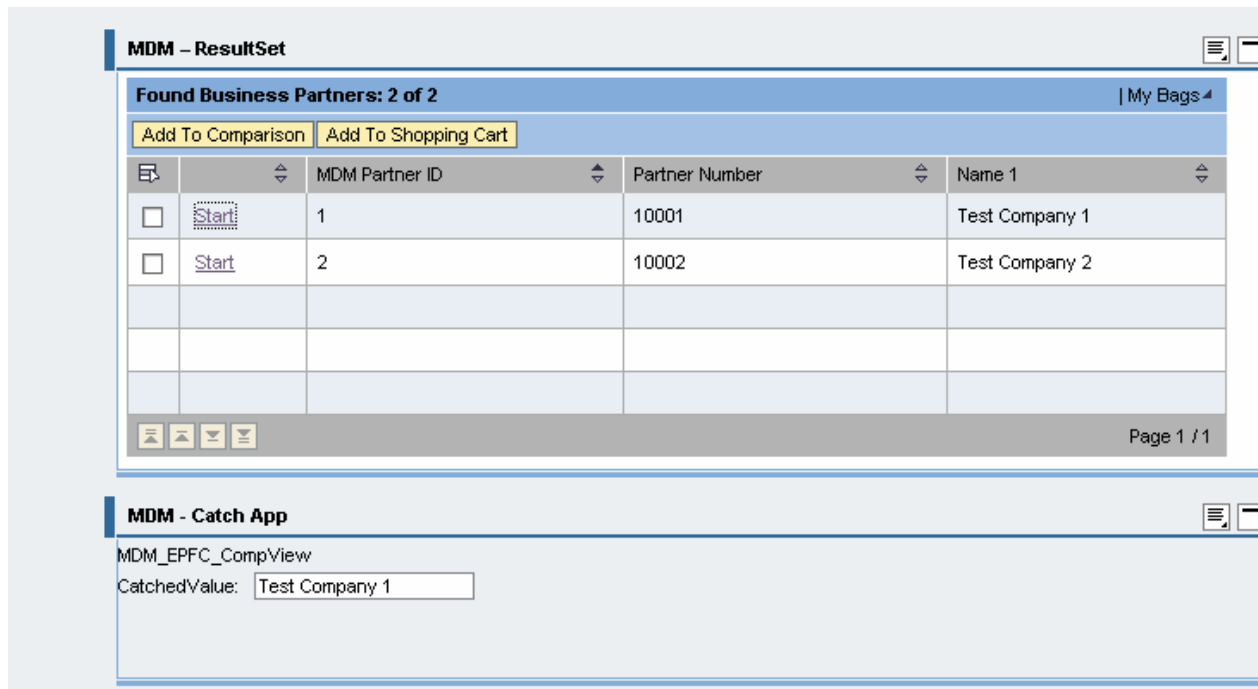 MDM – ResultSet
Found Business Partners: 2 of 2 | My Bags
Add To Comparison Add To Shopping Cart
MDM Partner ID Partner Number Name 1
Start 1 10001 Test Company 1
Start 2 10002 Test Company 2
Page 1 / 1
MDM - Catch App
MDM_EPFC_CompView
CatchedValue: Test Company 1